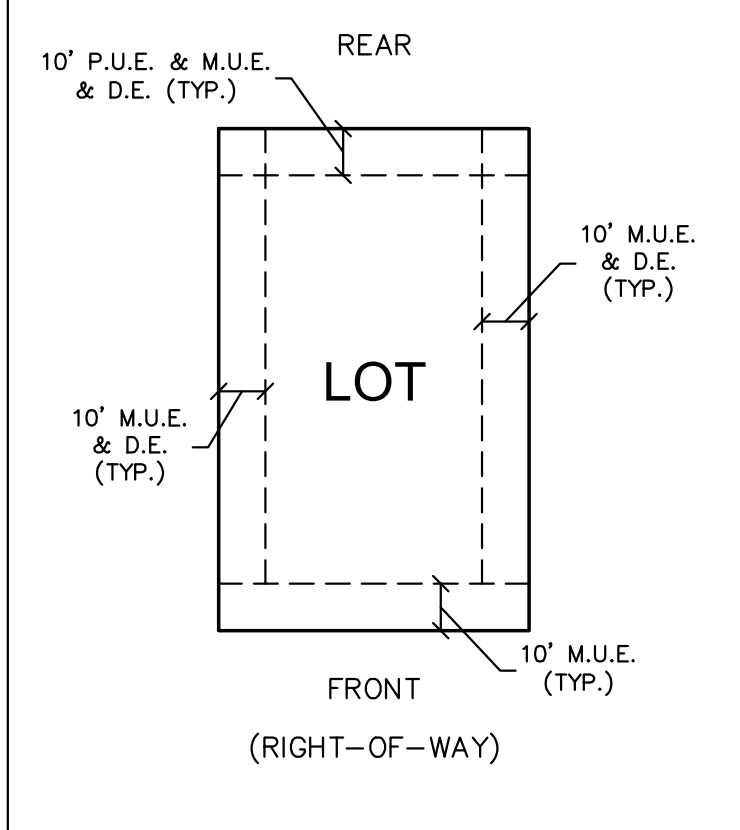 REAR
10' P.U.E. & M.U.E.
& D.E. (TYP.)
10' M.U.E.
& D.E.
(TYP.)
LOT
10' M.U.E.
& D.E.
(TYP.)
10' M.U.E.
(TYP.)
FRONT
(RIGHT-OF-WAY)